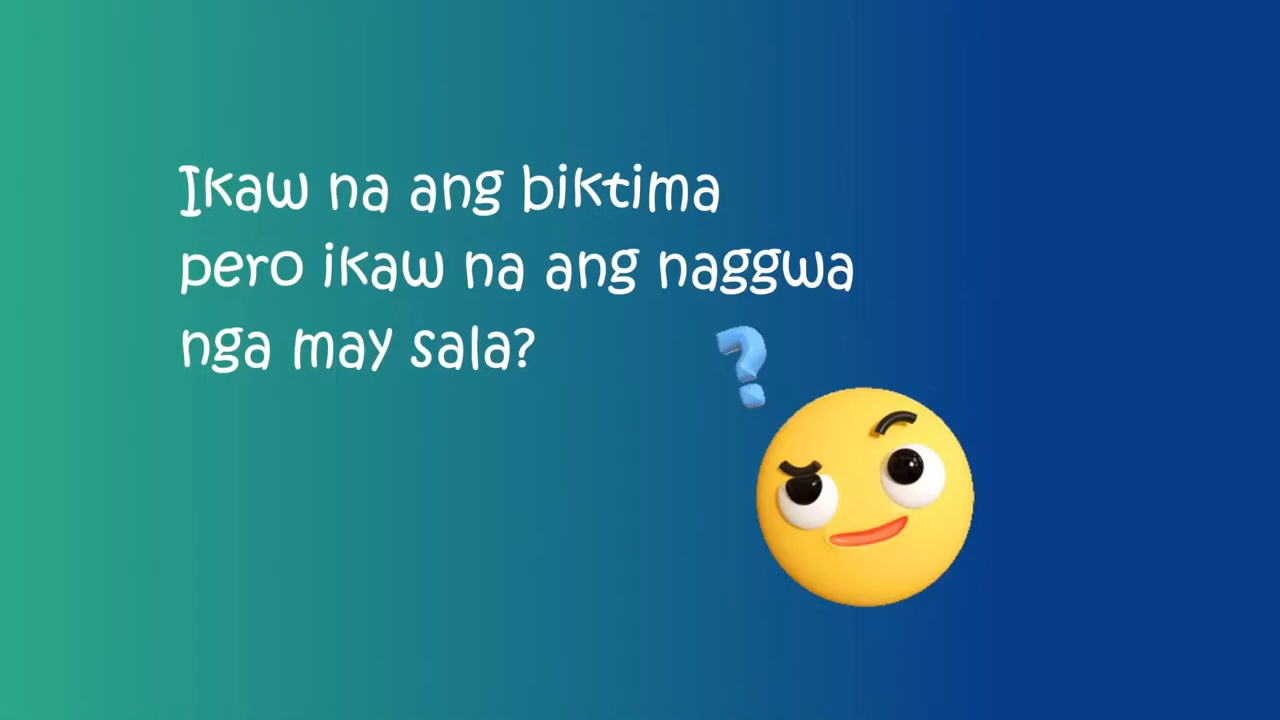 Ikaw na ang biktima
pero ikaw na ang naggwa
nga may sala?